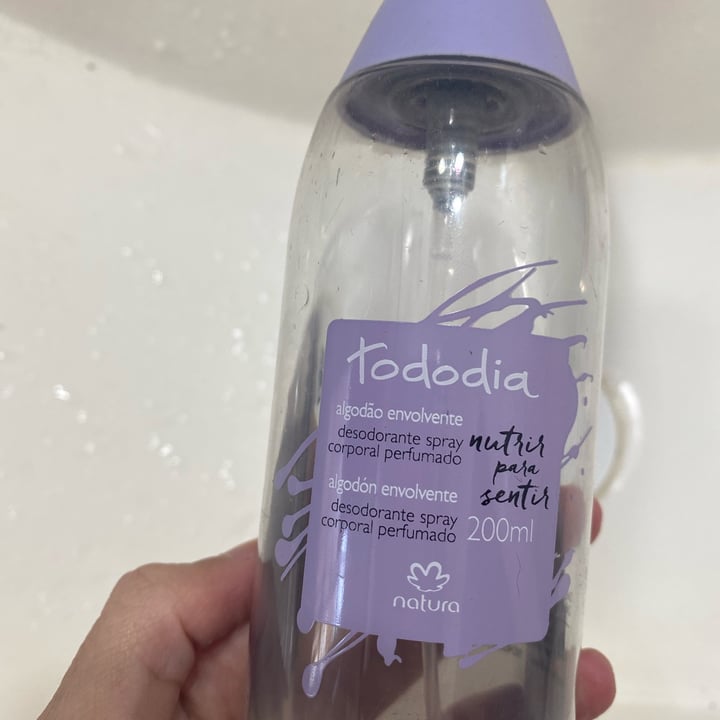 tododia
algodão envolvente
desodorante spray
corporal perfumado
nutrir
para
sentir
algodón envolvente
desodorante spray
corporal perfumado
200ml
natura